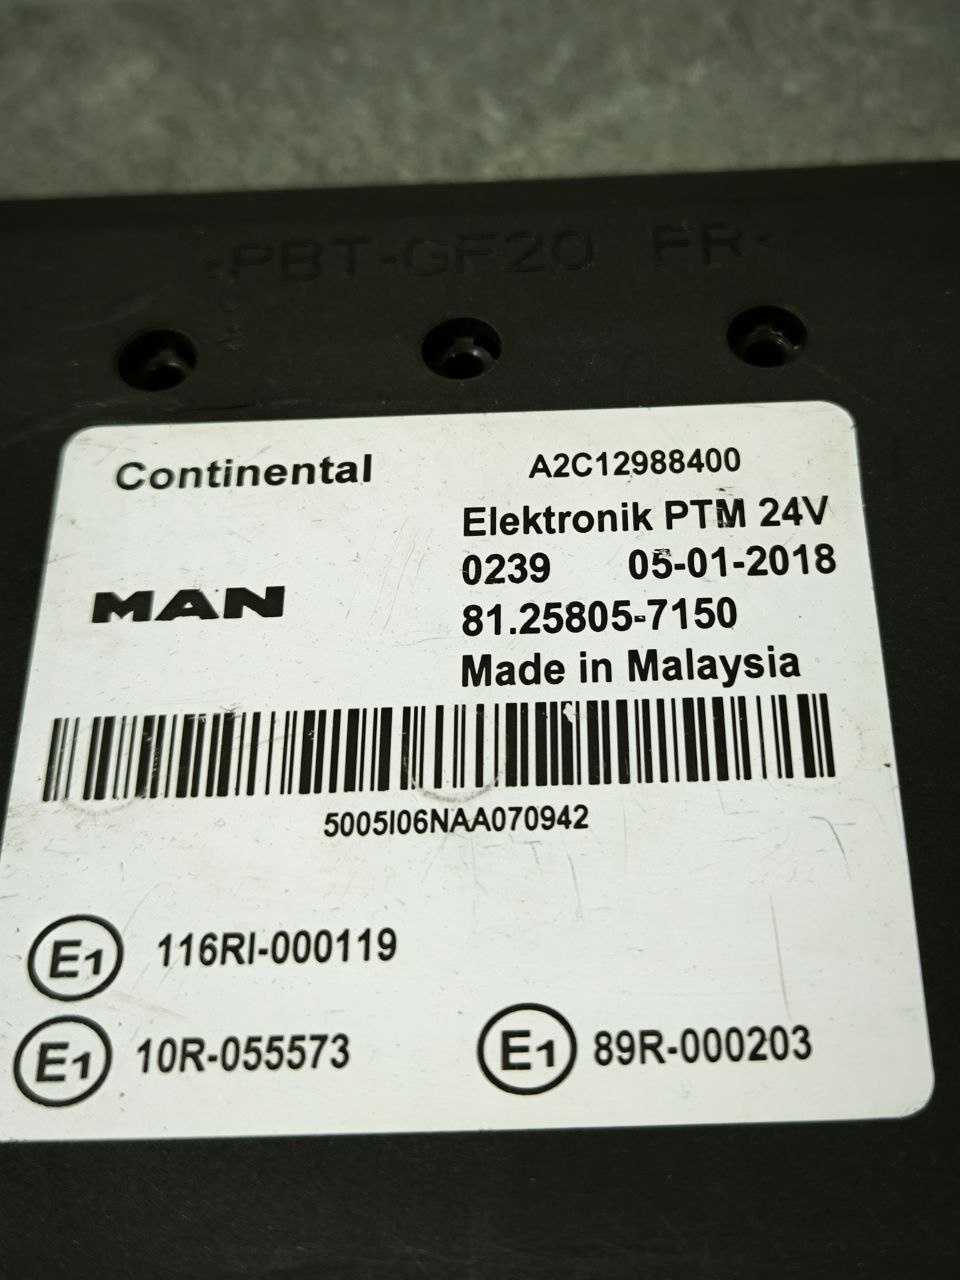 >PBT-GF20 FR<
Continental
A2C12988400
Elektronik PTM 24V
0239 05-01-2018
MAN
81.25805-7150
Made in Malaysia
5005I06NAA070942
E1 116RI-000119
E1 10R-055573
E1 89R-000203